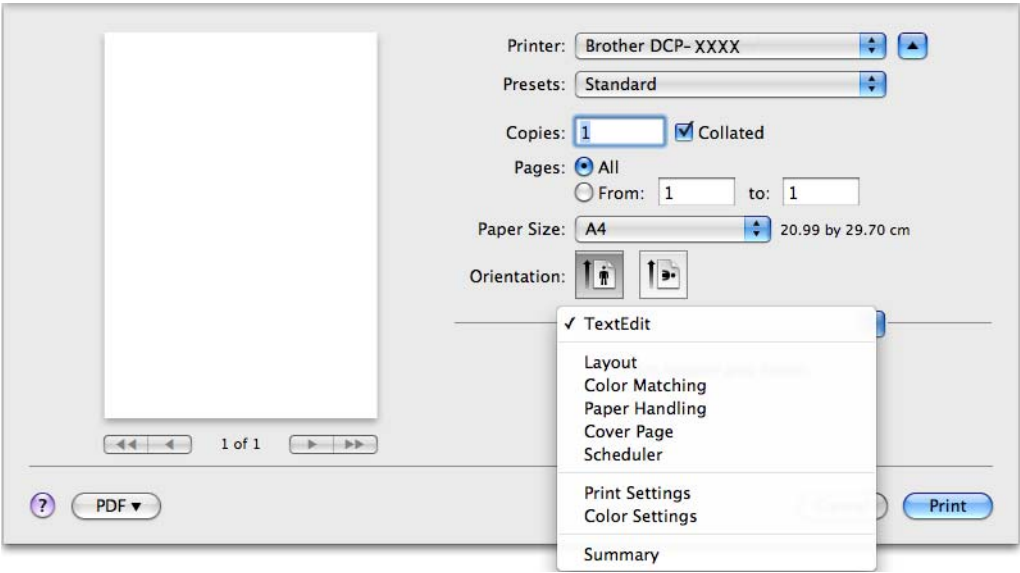 Printer: Brother DCP- XXXX
Presets: Standard
Copies: 1 Collated
Pages: All
From: 1 to: 1
Paper Size: A4 20.99 by 29.70 cm
Orientation:
✓ TextEdit
Layout
Color Matching
Paper Handling
Cover Page
Scheduler
1 of 1
Print Settings
Color Settings
Summary
? PDF ▼ Print